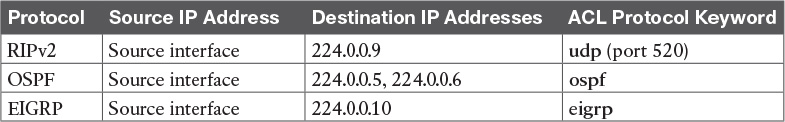 Protocol Source IP Address Destination IP Addresses ACL Protocol Keyword
RIPv2 Source interface 224.0.0.9 udp (port 520)
OSPF Source interface 224.0.0.5, 224.0.0.6 ospf
EIGRP Source interface 224.0.0.10 eigrp